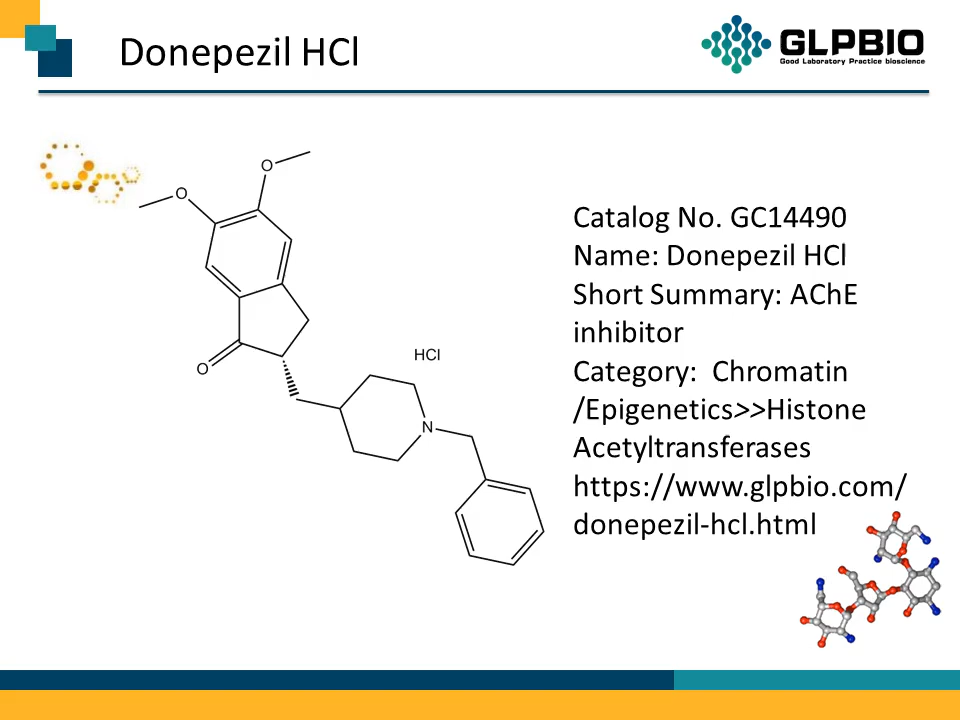 Donepezil HCl
GLPBIO
Good Laboratory Practice bioscience
O
O
O
HCl
N
Catalog No. GC14490
Name: Donepezil HCl
Short Summary: AChE
inhibitor
Category:  Chromatin
/Epigenetics>>Histone
Acetyltransferases
https://www.glpbio.com/
donepezil-hcl.html